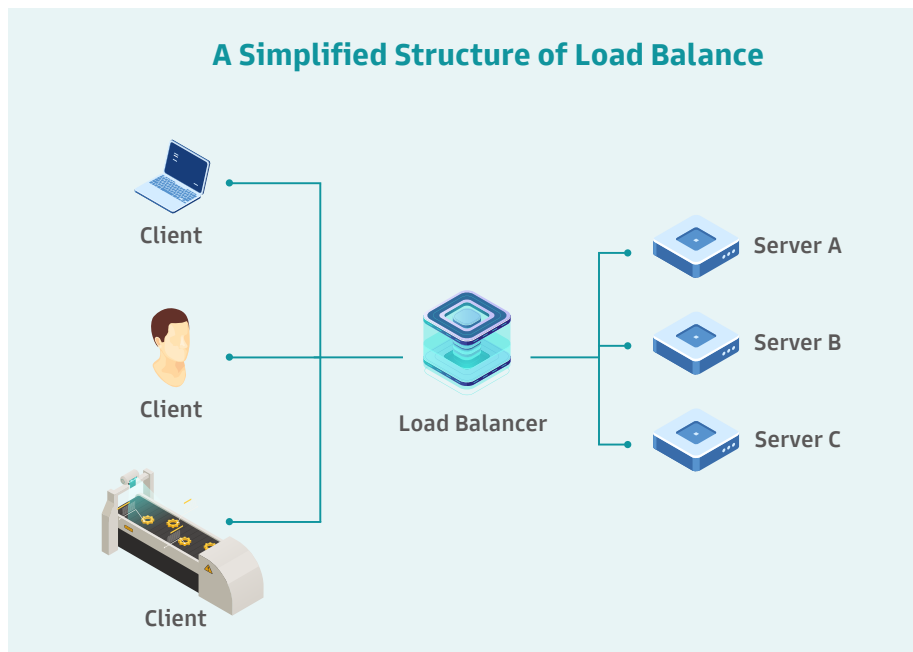 A Simplified Structure of Load Balance
Client
Client
Client
Load Balancer
Server A
Server B
Server C